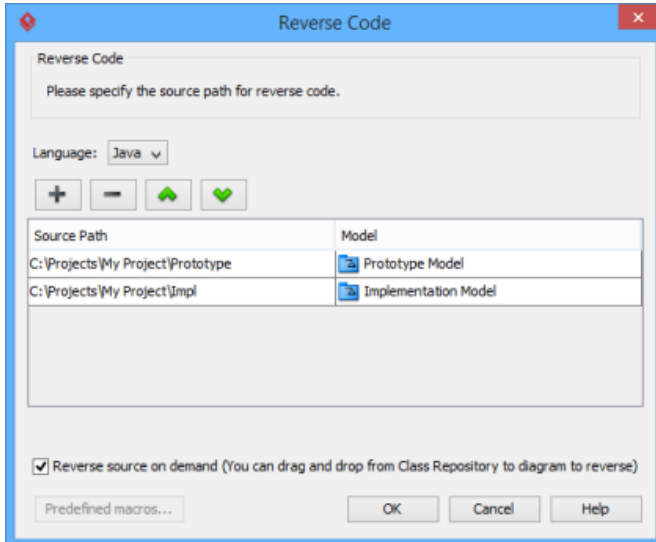 Reverse Code
Reverse Code
Please specify the source path for reverse code.
Language: Java
Source Path Model
C:\Projects\My Project\Prototype Prototype Model
C:\Projects\My Project\Impl Implementation Model
Reverse source on demand (You can drag and drop from Class Repository to diagram to reverse)
Predefined macros... OK Cancel Help